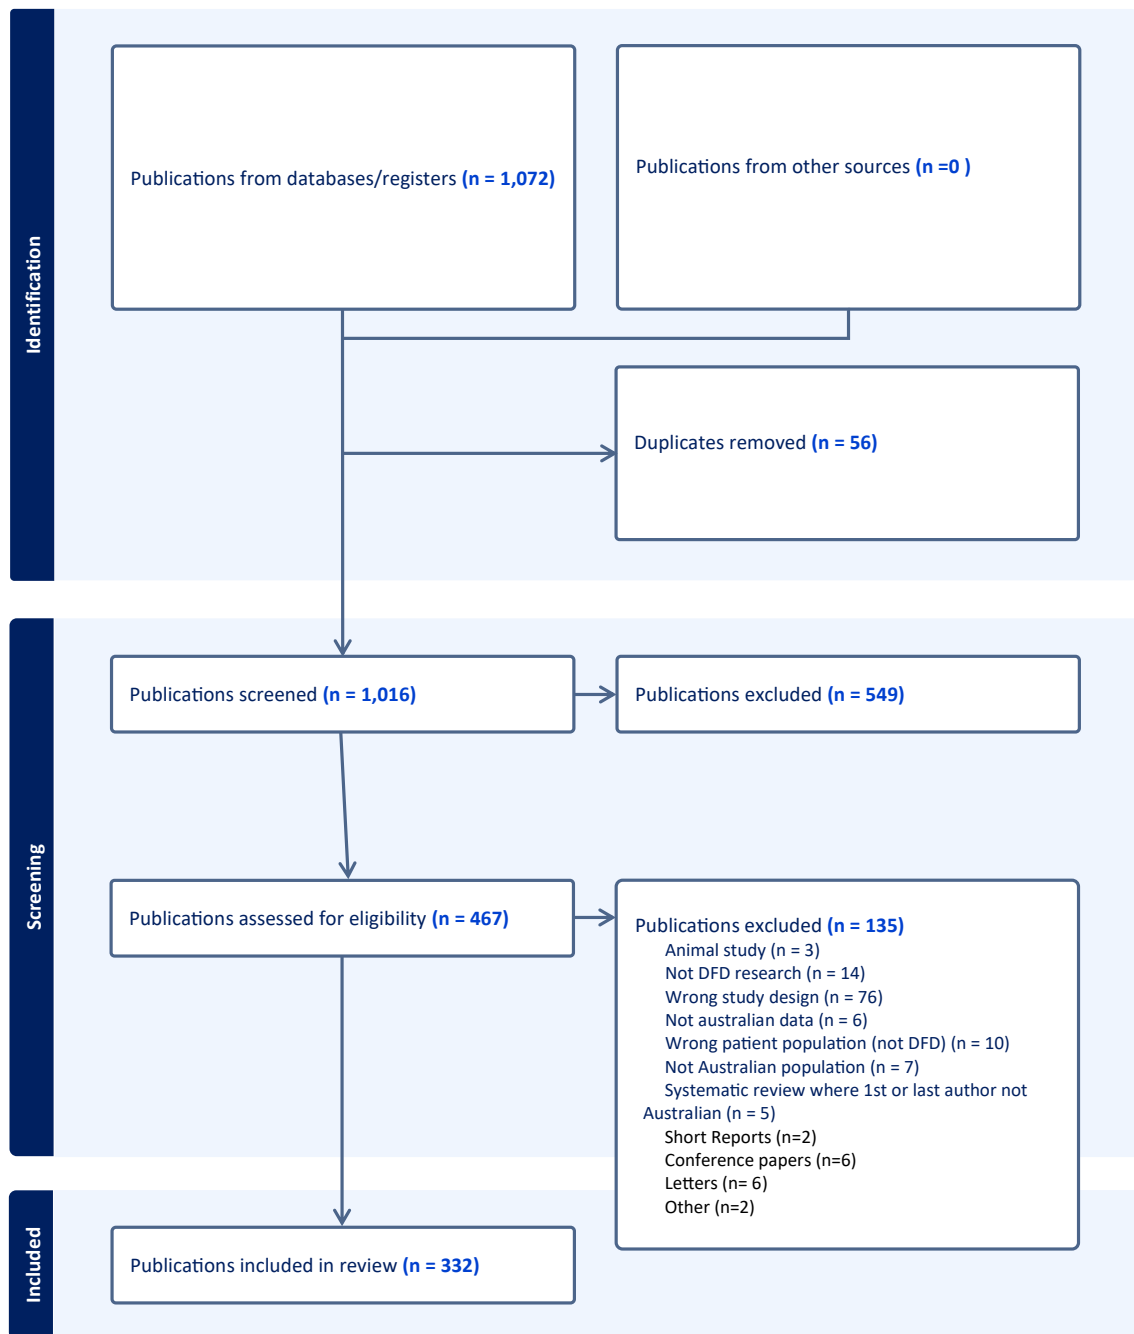 Identification
Publications from databases/registers (n = 1,072)
Publications from other sources (n =0 )
Duplicates removed (n = 56)
Screening
Publications screened (n = 1,016)
Publications excluded (n = 549)
Publications assessed for eligibility (n = 467)
Publications excluded (n = 135)
Animal study (n = 3)
Not DFD research (n = 14)
Wrong study design (n = 76)
Not australian data (n = 6)
Wrong patient population (not DFD) (n = 10)
Not Australian population (n = 7)
Systematic review where 1st or last author not
Australian (n = 5)
Short Reports (n=2)
Conference papers (n=6)
Letters (n= 6)
Other (n=2)
Included
Publications included in review (n = 332)